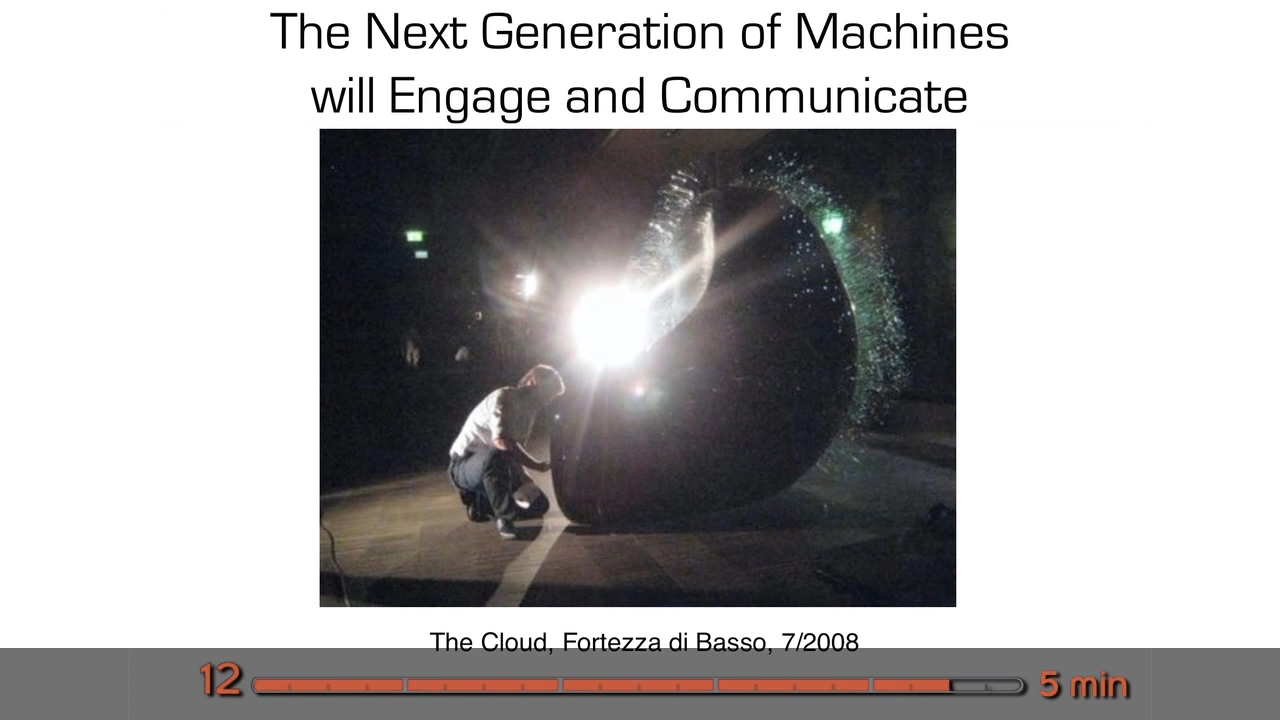 The Next Generation of Machines
will Engage and Communicate
The Cloud, Fortezza di Basso, 7/2008
12
5 min